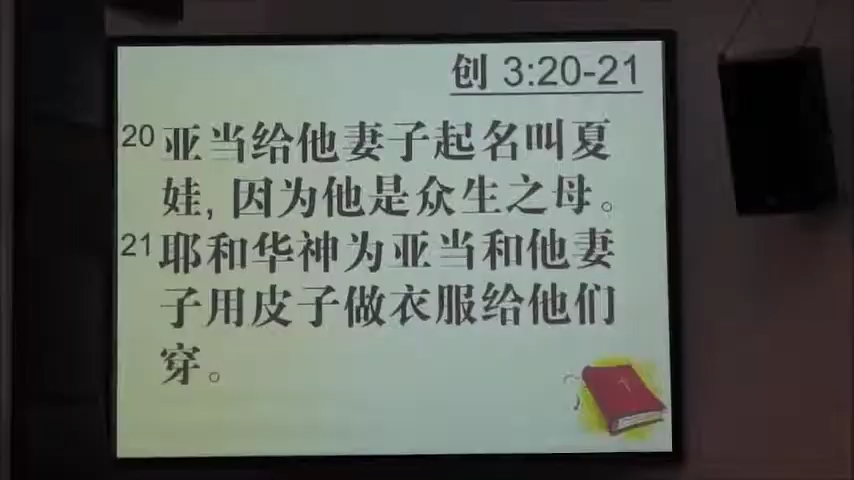 创 3:20-21
20 亚当给他妻子起名叫夏
娃, 因为他是众生之母。
21 耶和华神为亚当和他妻
子用皮子做衣服给他们
穿。